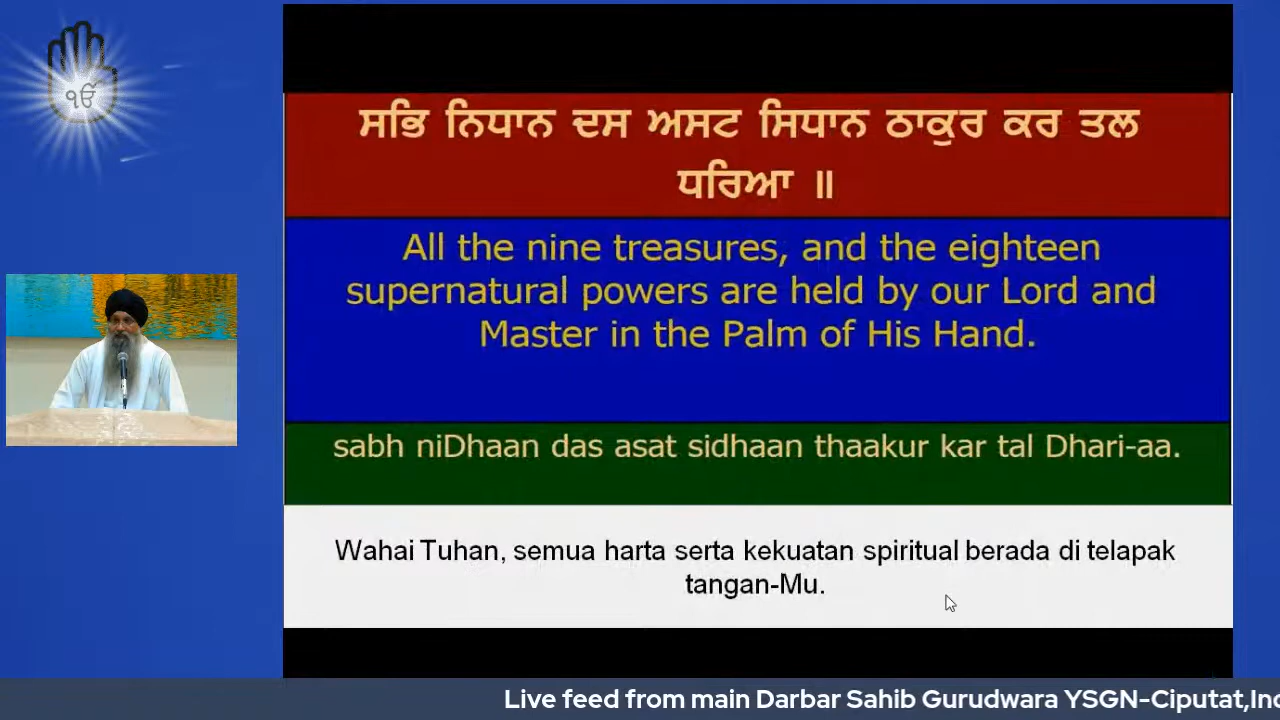 ੴ
ਸਭਿ ਨਿਧਾਨ ਦਸ ਅਸਟ ਸਿਧਾਨ ਠਾਕੁਰ ਕਰ ਤਲ
ਧਰਿਆ ॥
All the nine treasures, and the eighteen
supernatural powers are held by our Lord and
Master in the Palm of His Hand.
sabh niDhaan das asat sidhaan thaakur kar tal Dhari-aa.
Wahai Tuhan, semua harta serta kekuatan spiritual berada di telapak
tangan-Mu.
Live feed from main Darbar Sahib Gurudwara YSGN-Ciputat,